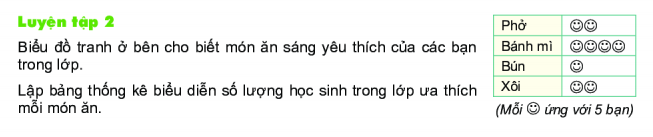 Luyện tập 2
Biểu đồ tranh ở bên cho biết món ăn sáng yêu thích của các bạn
trong lớp.
Lập bảng thống kê biểu diễn số lượng học sinh trong lớp ưa thích
mỗi món ăn.
Phở ☺☺
Bánh mì ☺☺☺☺
Bún ☺
Xôi ☺☺
(Mỗi ☺ ứng với 5 bạn)